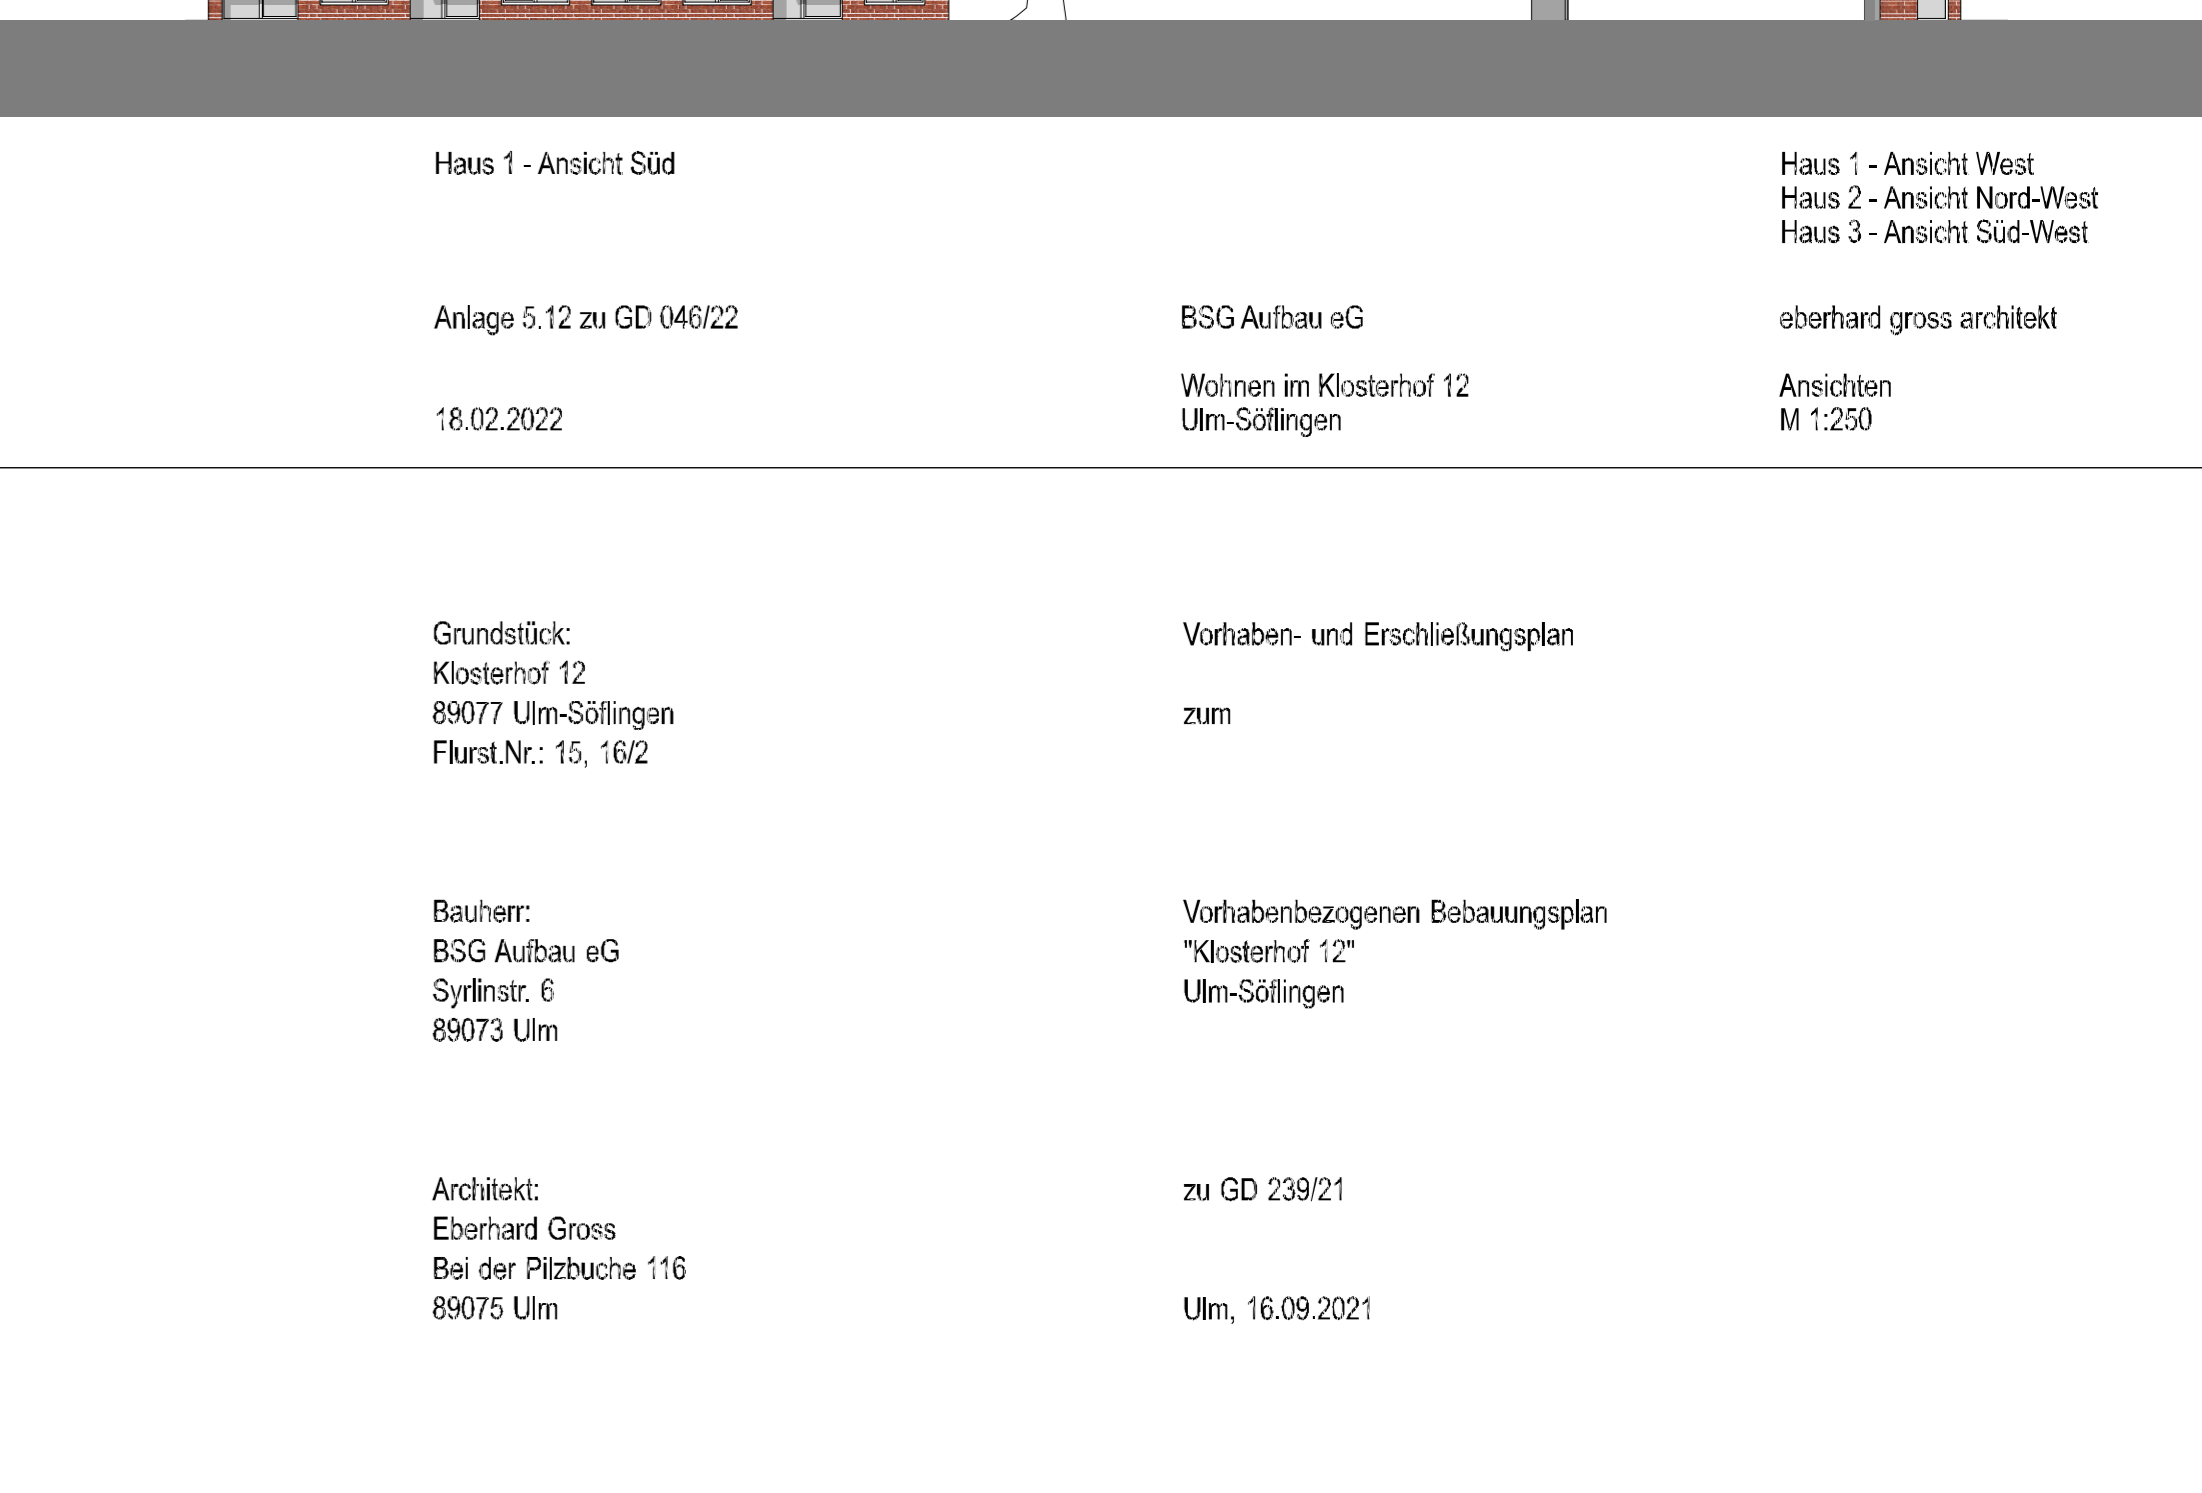 Haus 1 - Ansicht Süd
Haus 1 - Ansicht West
Haus 2 - Ansicht Nord-West
Haus 3 - Ansicht Süd-West
Anlage 5.12 zu GD 046/22
18.02.2022
BSG Aufbau eG
Wohnen im Klosterhof 12
Ulm-Söflingen
eberhard gross architekt
Ansichten
M 1:250
Grundstück:
Klosterhof 12
89077 Ulm-Söflingen
Flurst.Nr.: 15, 16/2
Vorhaben- und Erschließungsplan
zum
Bauherr:
BSG Aufbau eG
Syrlinstr. 6
89073 Ulm
Vorhabenbezogenen Bebauungsplan
"Klosterhof 12"
Ulm-Söflingen
Architekt:
Eberhard Gross
Bei der Pilzbuche 116
89075 Ulm
zu GD 239/21
Ulm, 16.09.2021